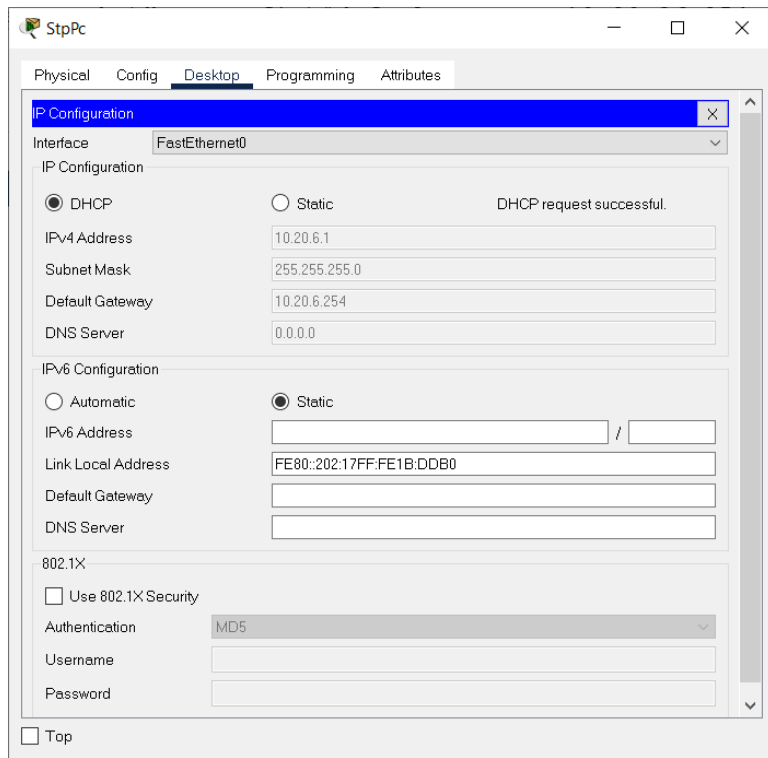 StpPc
Physical Config Desktop Programming Attributes
IP Configuration X
Interface FastEthernet0
IP Configuration
DHCP Static DHCP request successful.
IPv4 Address 10.20.6.1
Subnet Mask 255.255.255.0
Default Gateway 10.20.6.254
DNS Server 0.0.0.0
IPv6 Configuration
Automatic Static
IPv6 Address /
Link Local Address FE80::202:17FF:FE1B:DDB0
Default Gateway
DNS Server
802.1X
Use 802.1X Security
Authentication MD5
Username
Password
Top